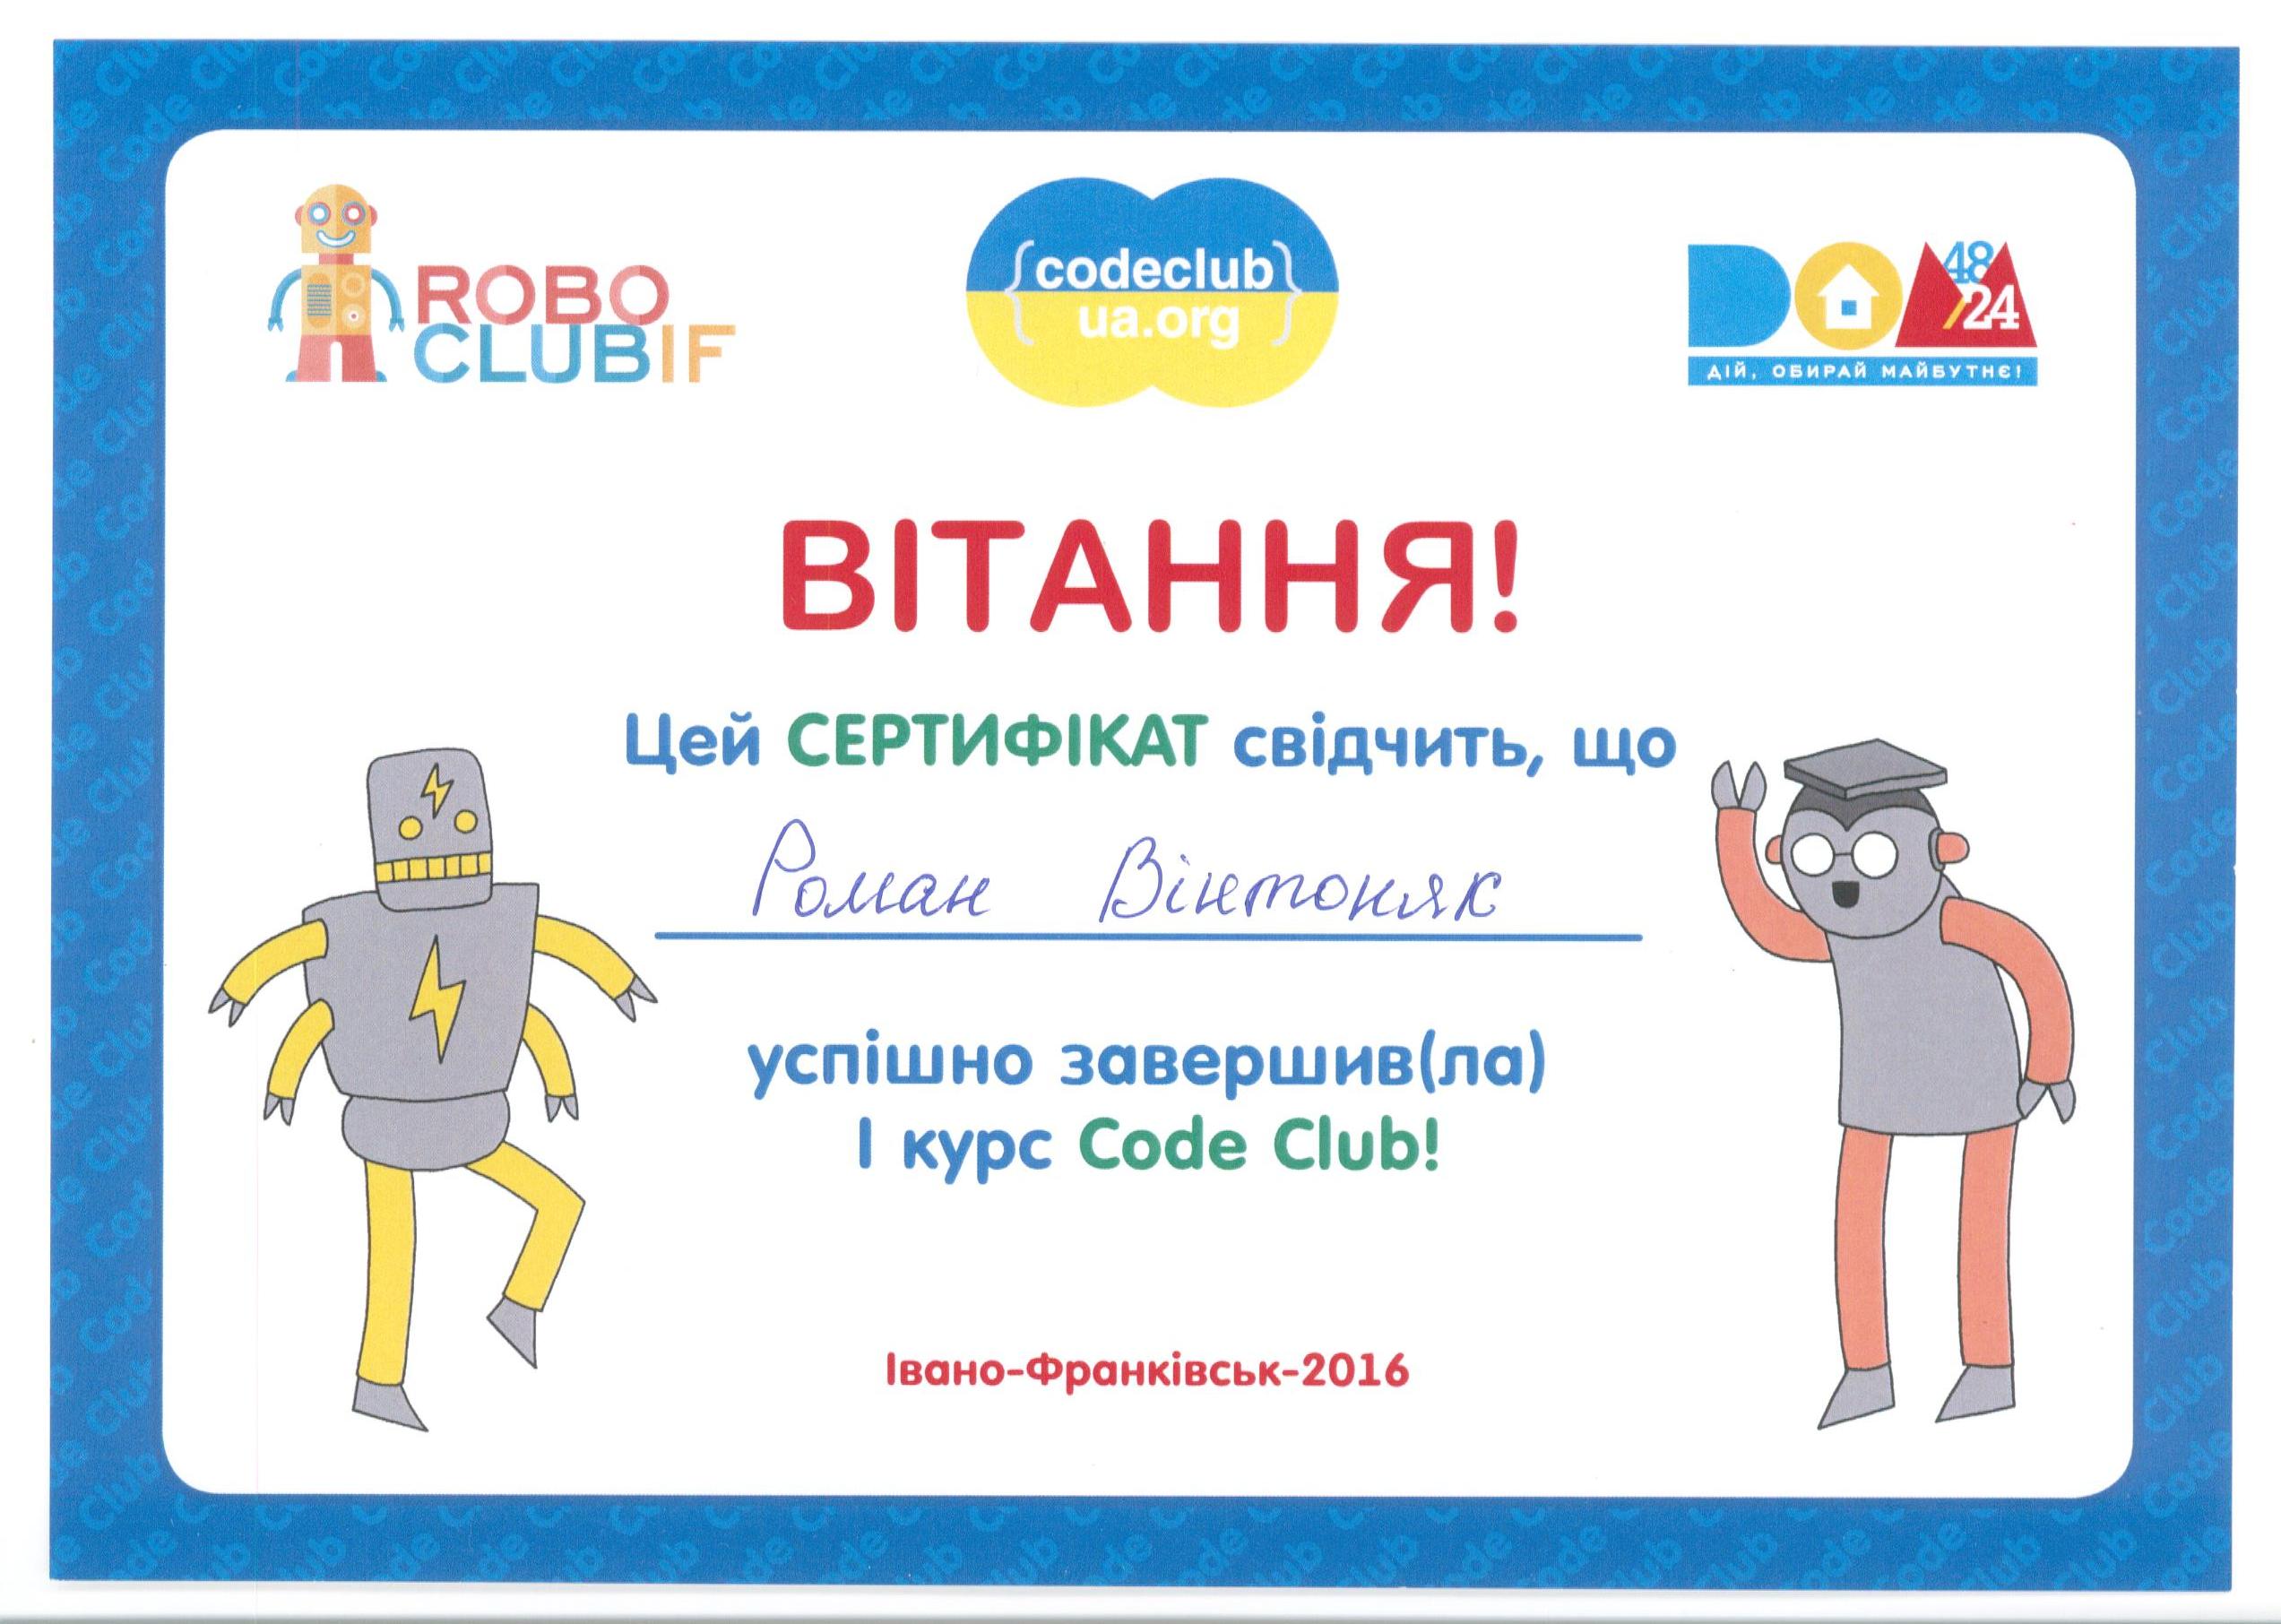 ROBO
CLUBIF
{codeclub
ua.org}
DOM
48
/24
ДІЙ, ОБИРАЙ МАЙБУТНЄ!
ВІТАННЯ!
Цей СЕРТИФІКАТ свідчить, що
Роман Вінтоняк
успішно завершив(ла)
І курс Code Club!
Івано-Франківськ-2016